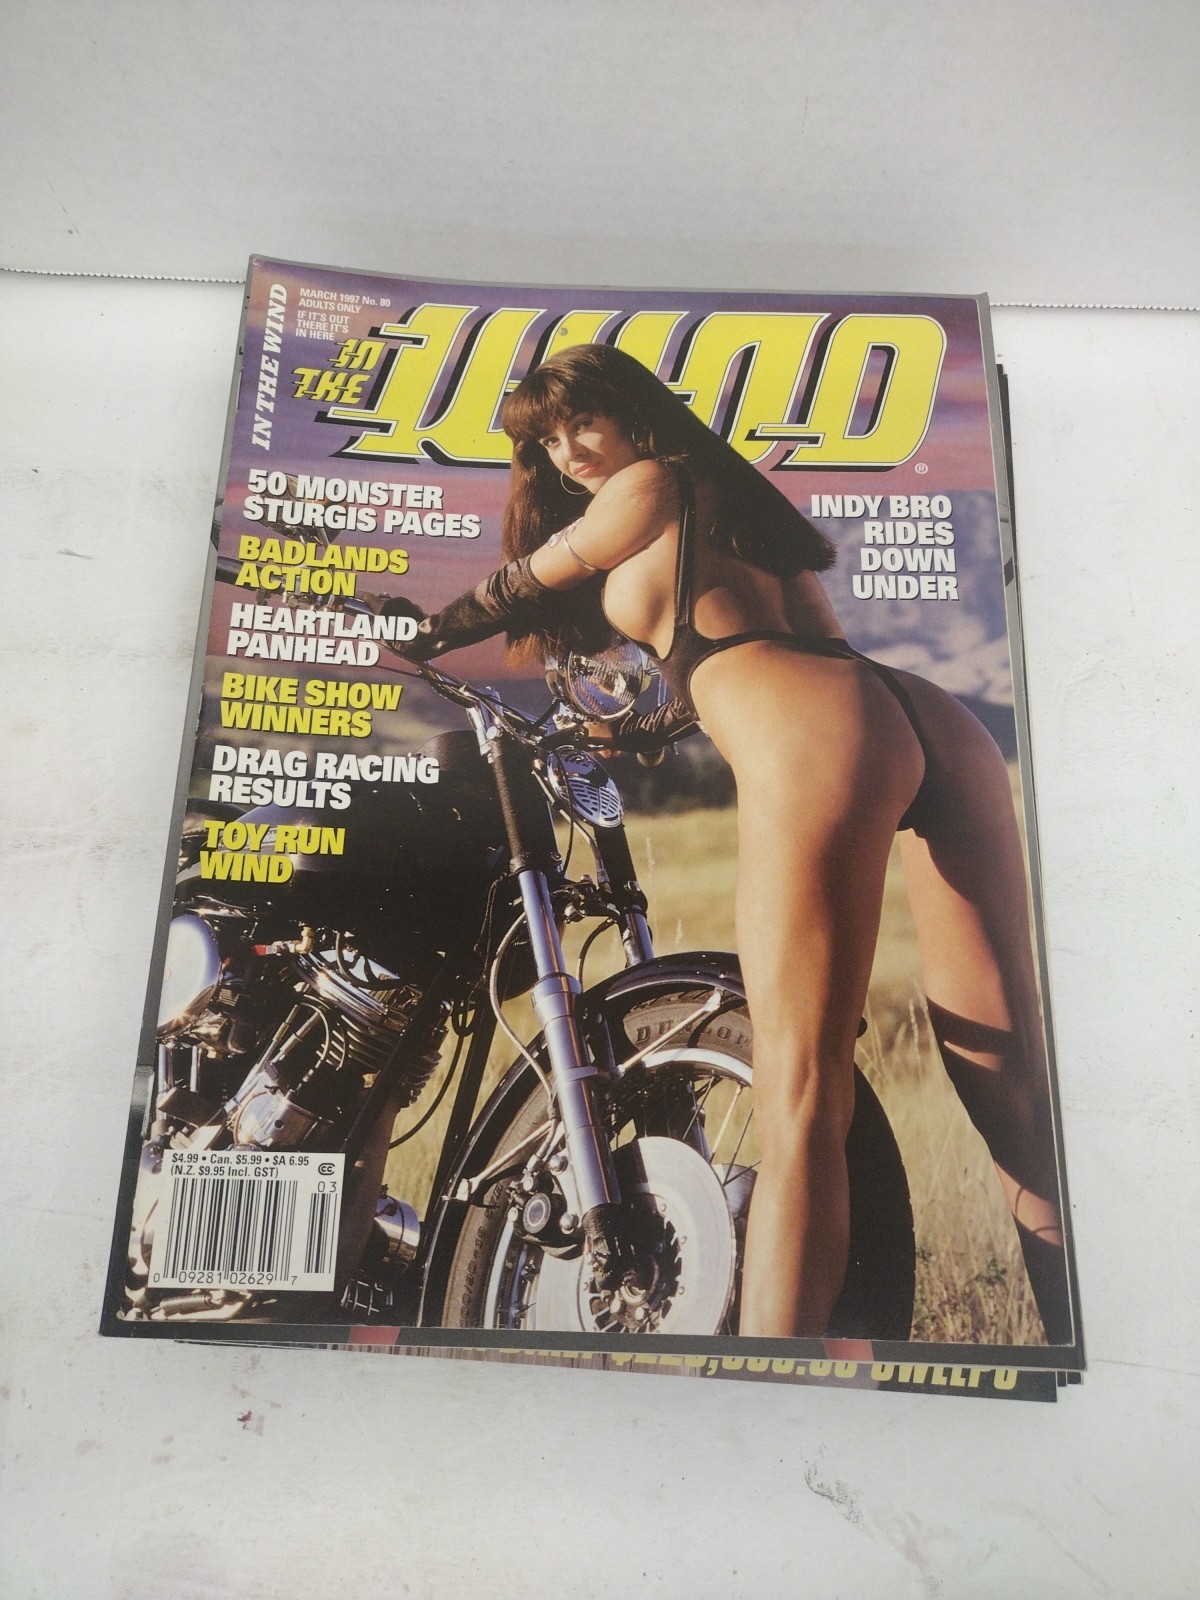 MARCH 1997 No. 80
ADULTS ONLY
IF IT'S OUT
THERE IT'S
IN HERE
IN THE WIND
IN
THE
WIND
®
50 MONSTER
STURGIS PAGES
BADLANDS
ACTION
HEARTLAND
PANHEAD
BIKE SHOW
WINNERS
DRAG RACING
RESULTS
TOY RUN
WIND
INDY BRO
RIDES
DOWN
UNDER
DUNLOP
$4.99 • Can. $5.99 • $A 6.95
(N.Z. $9.95 Incl. GST)
CC
03
0 09281 02629 7